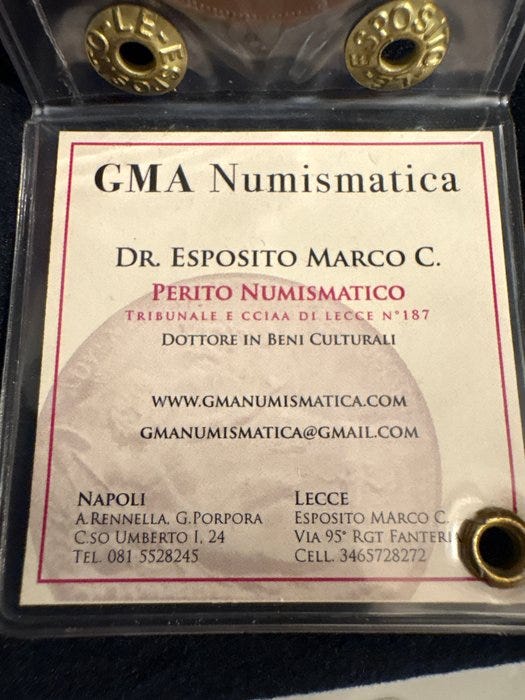 ESPOSITO
GMA Numismatica
DR. ESPOSITO MARCO C.
PERITO NUMISMATICO
TRIBUNALE E CCIAA DI LECCE N°187
DOTTORE IN BENI CULTURALI
WWW.GMANUMISMATICA.COM
GMANUMISMATICA@GMAIL.COM
NAPOLI
A.RENNELLA, G.PORPORA
C.SO UMBERTO I, 24
TEL. 081 5528245
LECCE
ESPOSITO MARCO C.
VIA 95° RGT FANTERIA
CELL. 3465728272